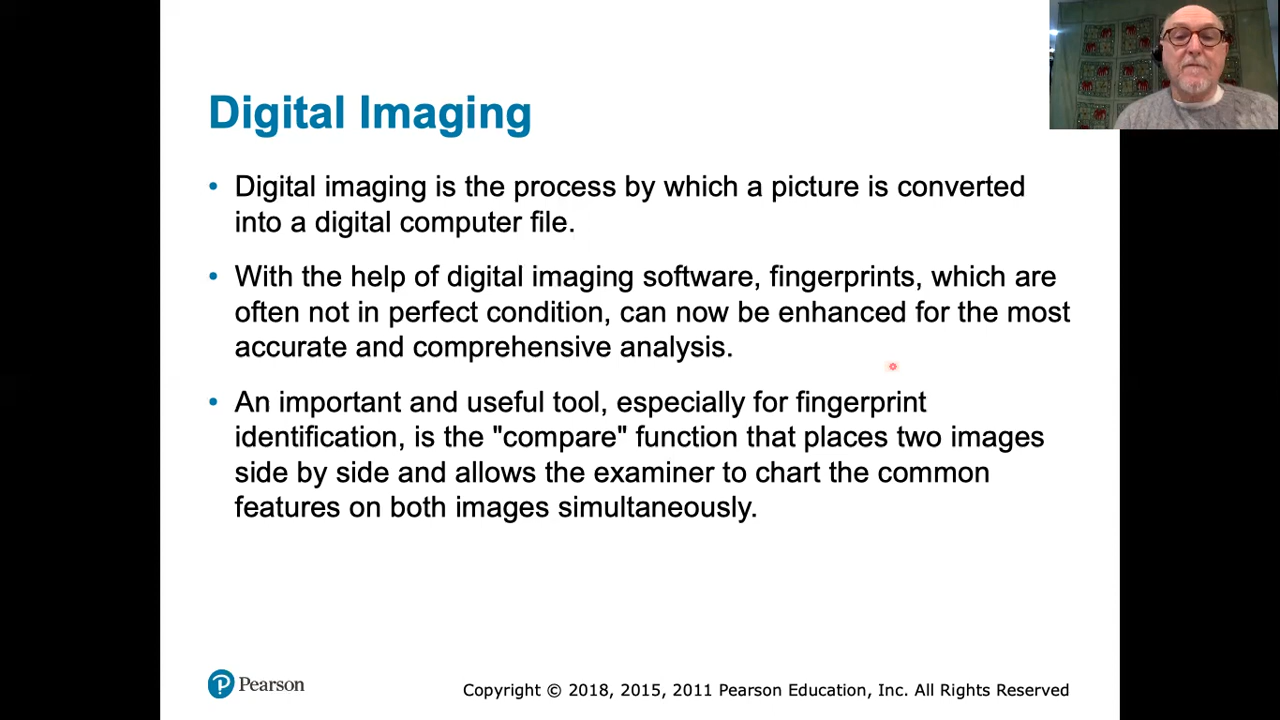 Digital Imaging
• Digital imaging is the process by which a picture is converted
into a digital computer file.
• With the help of digital imaging software, fingerprints, which are
often not in perfect condition, can now be enhanced for the most
accurate and comprehensive analysis.
• An important and useful tool, especially for fingerprint
identification, is the "compare" function that places two images
side by side and allows the examiner to chart the common
features on both images simultaneously.
Pearson
Copyright © 2018, 2015, 2011 Pearson Education, Inc. All Rights Reserved